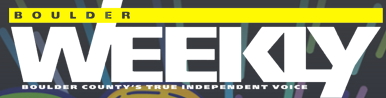 BOULDER
WEEKLY
BOULDER COUNTY'S TRUE INDEPENDENT VOICE